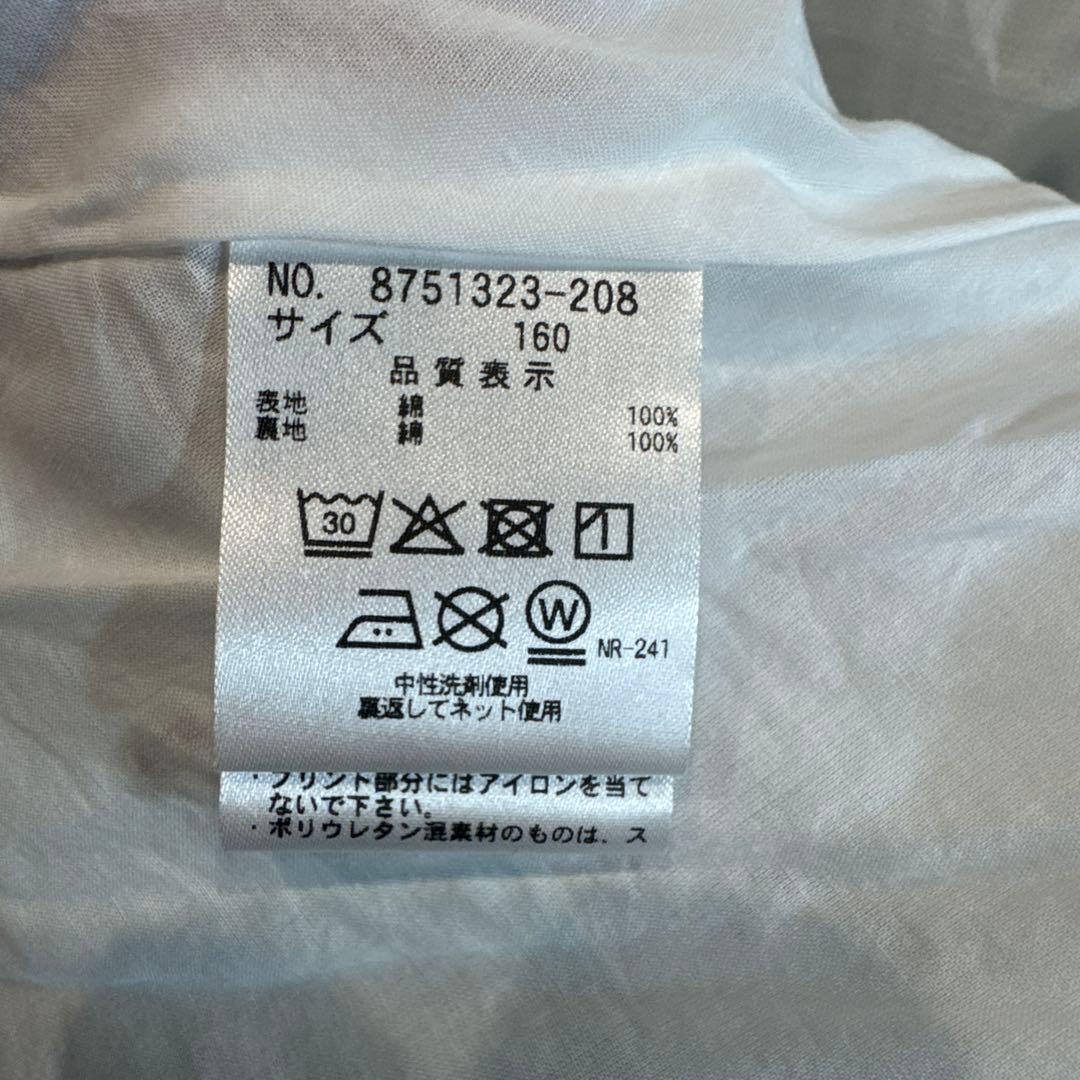 NO. 8751323-208
サイズ 160
品質表示
表地 綿 100%
裏地 綿 100%
30
W NR-241
中性洗剤使用
裏返してネット使用
・プリント部分にはアイロンを当て
ないで下さい。
・ポリウレタン混素材のものは、ス